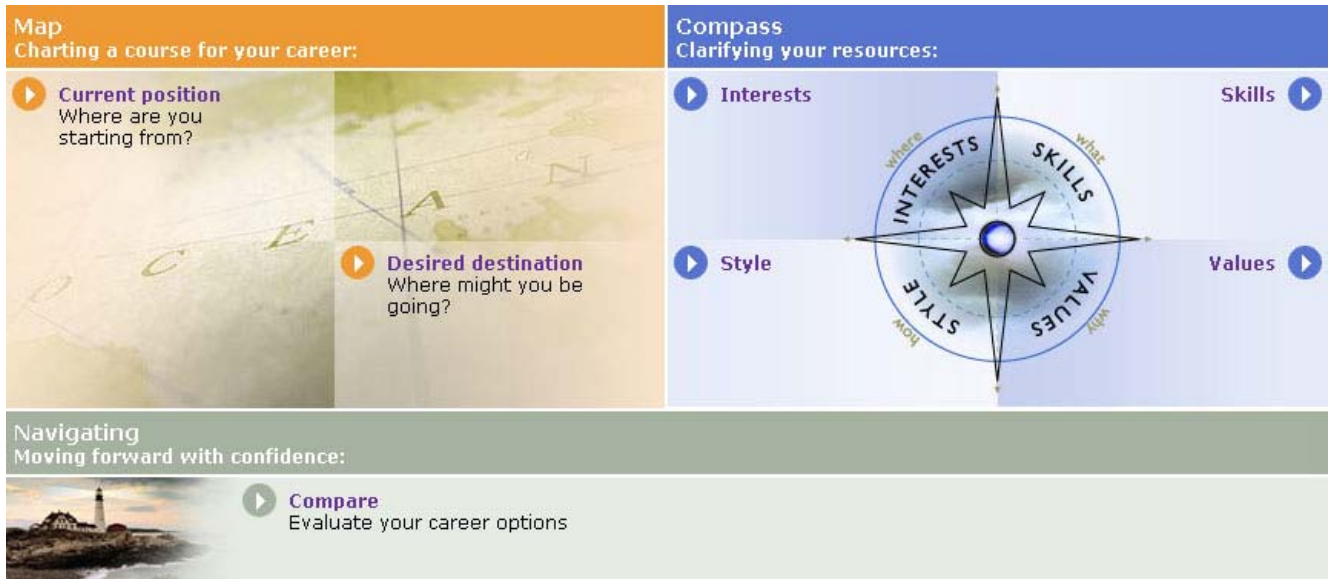 Map
Charting a course for your career:
Current position
Where are you
starting from?
OCEAN
Desired destination
Where might you be
going?
Compass
Clarifying your resources:
Interests
Skills
where
what
INTERESTS
SKILLS
Style
Values
STYLE
VALUES
how
why
Navigating
Moving forward with confidence:
Compare
Evaluate your career options